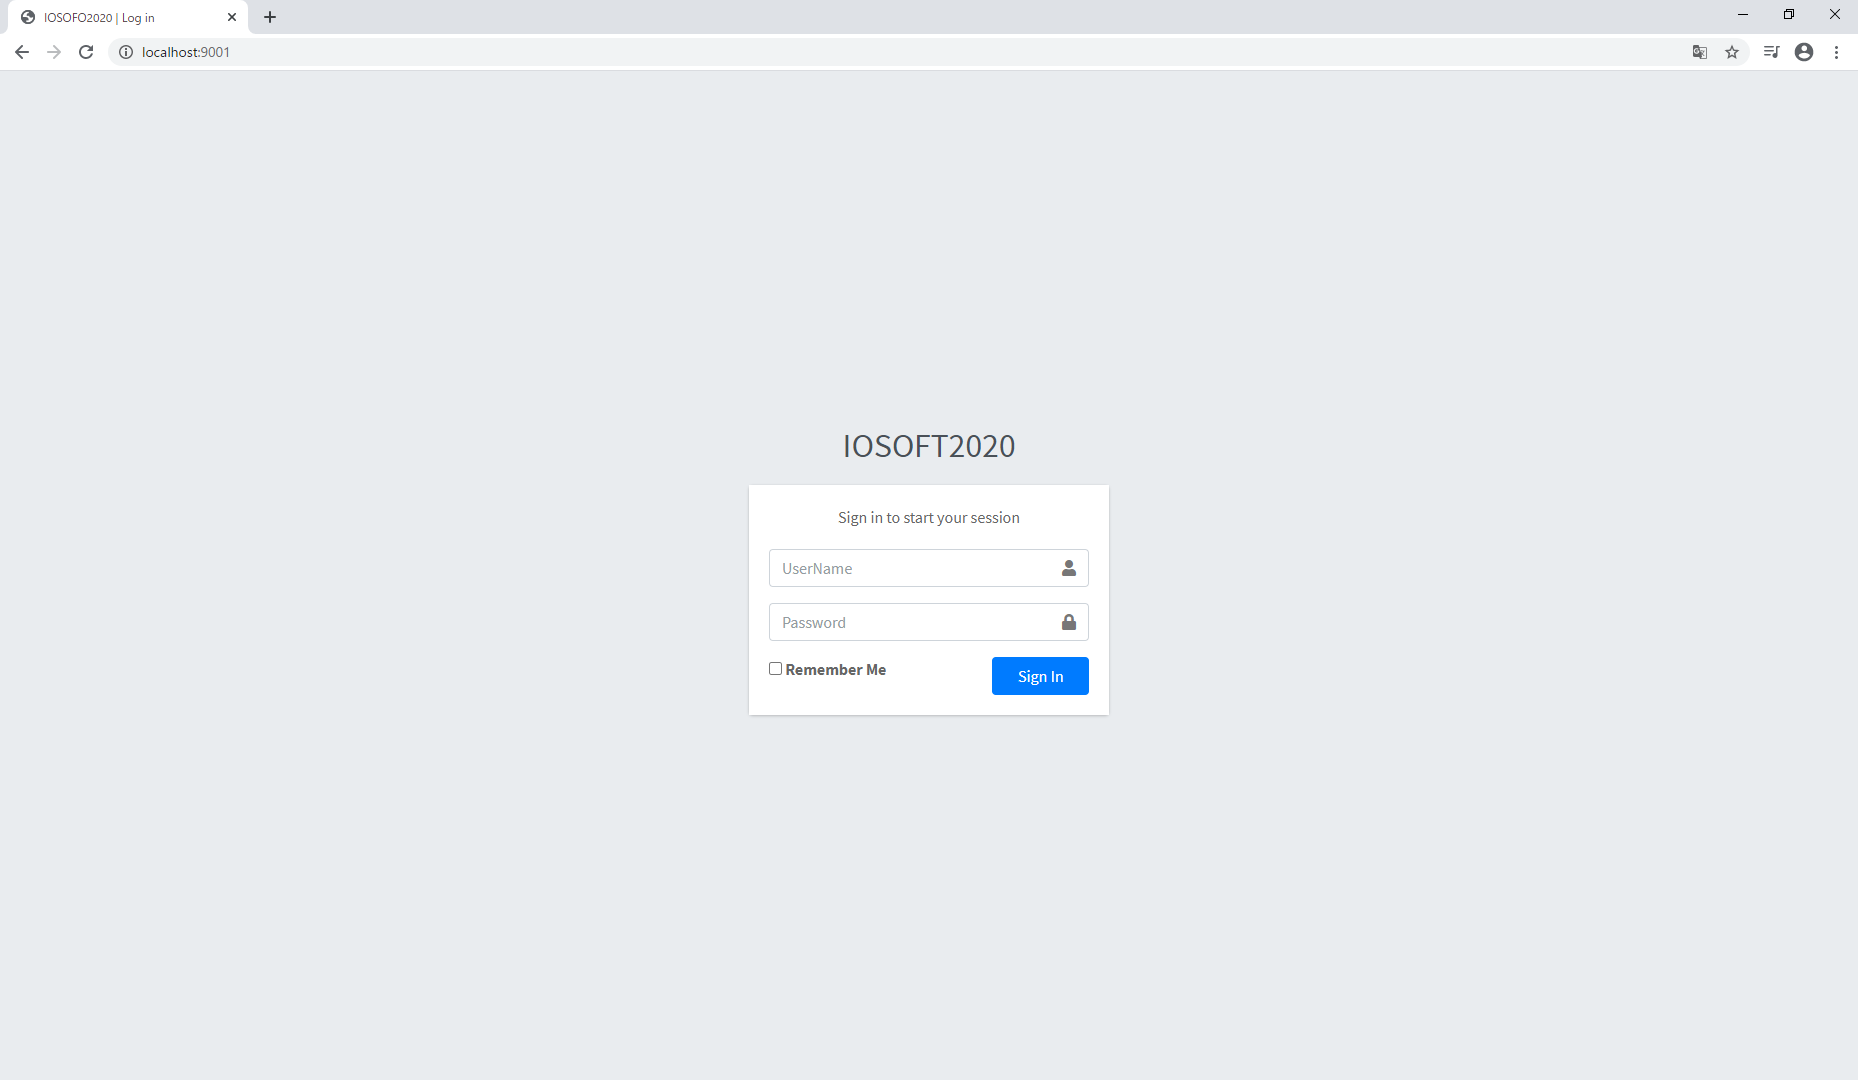 IOSOFO2020 | Log in
localhost:9001
IOSOFT2020
Sign in to start your session
UserName
Password
Remember Me
Sign In